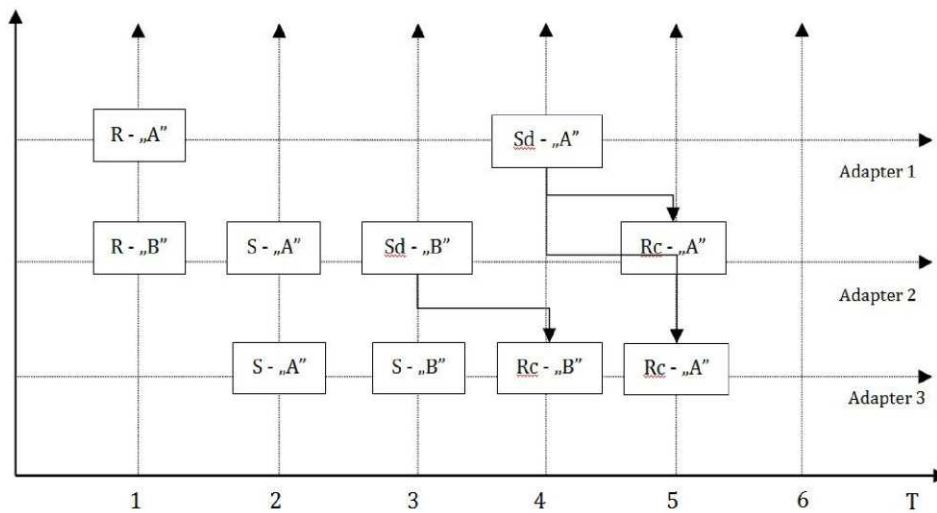 R - „A”
Sd - „A”
Adapter 1
R - „B”
S - „A”
Sd - „B”
Rc - „A”
Adapter 2
S - „A”
S - „B”
Rc - „B”
Rc - „A”
Adapter 3
1 2 3 4 5 6 T